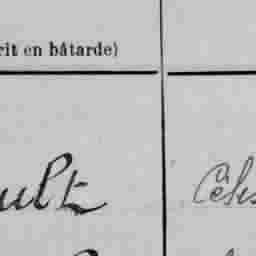 rit en bâtarde)
ult Céles